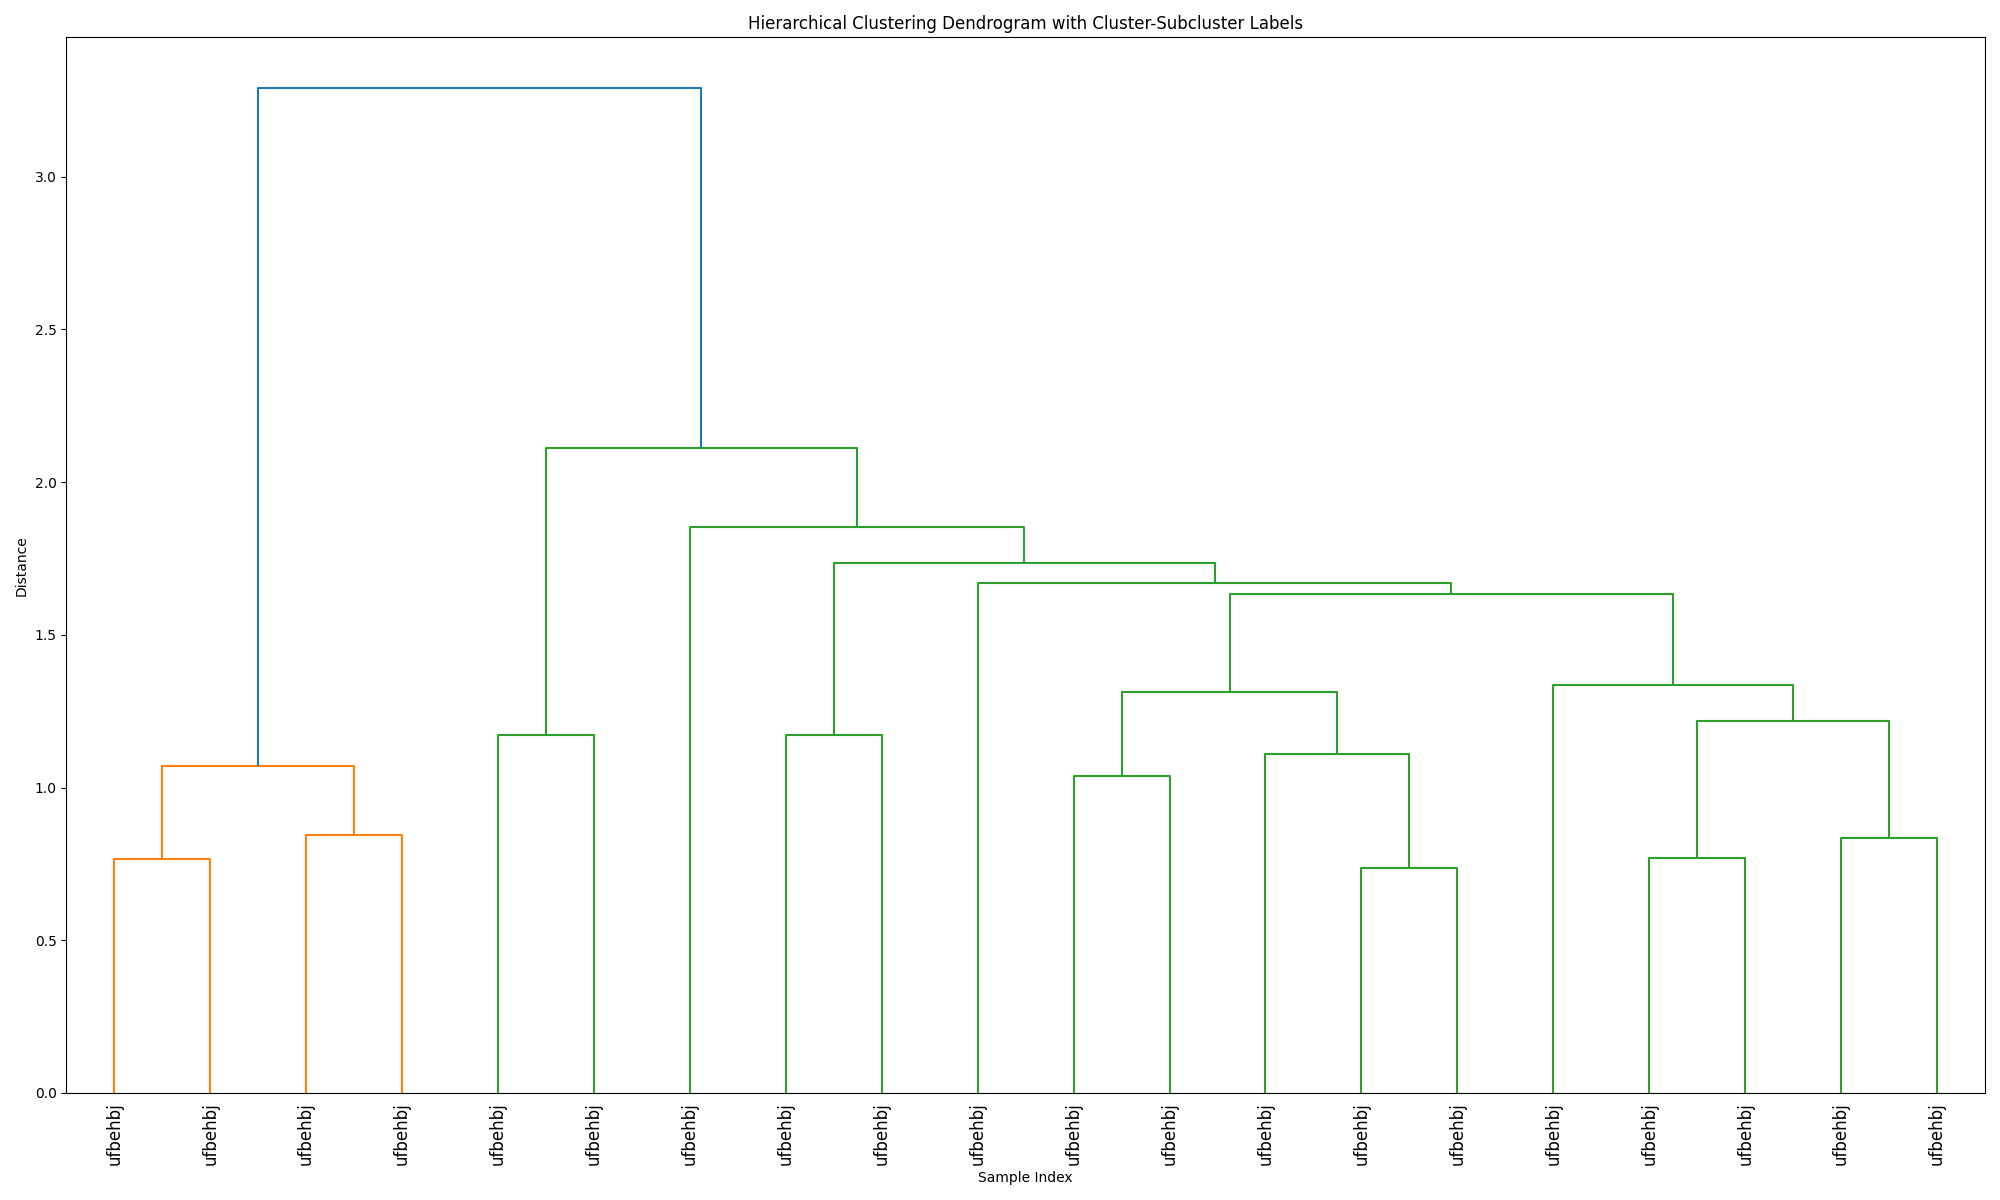 Hierarchical Clustering Dendrogram with Cluster-Subcluster Labels
3.0
2.5
2.0
1.5
1.0
0.5
0.0
Distance
ufbehbj ufbehbj ufbehbj ufbehbj ufbehbj ufbehbj ufbehbj ufbehbj ufbehbj ufbehbj ufbehbj ufbehbj ufbehbj ufbehbj ufbehbj ufbehbj ufbehbj ufbehbj ufbehbj ufbehbj
Sample Index